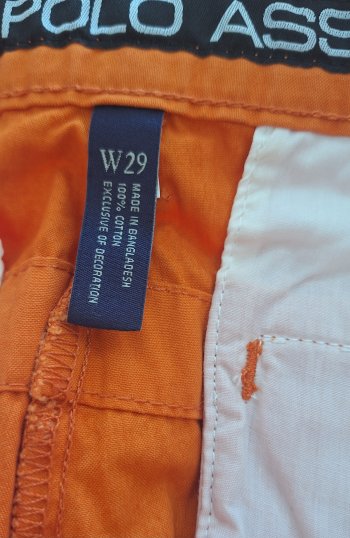 POLO ASS
W29
MADE IN BANGLADESH
100% COTTON
EXCLUSIVE OF DECORATION